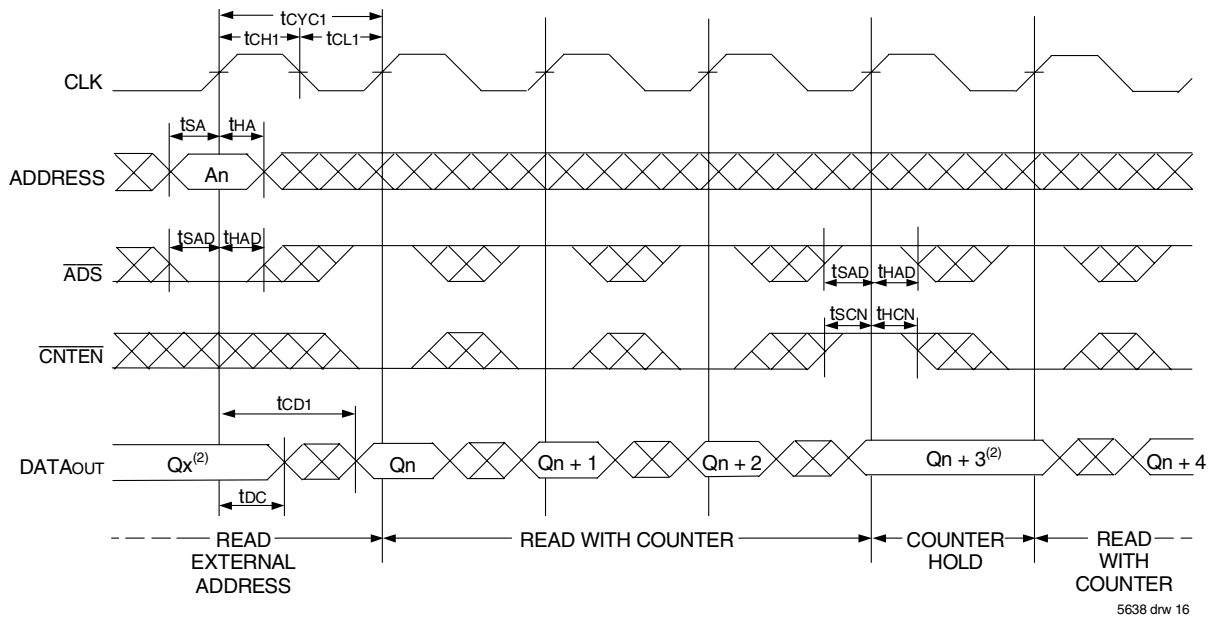 tCYC1
tCH1 tCL1
CLK
tSA tHA
ADDRESS An
tSAD tHAD
ADS
tSAD tHAD
tSCN tHCN
CNTEN
tCD1
DATAOUT Qx(2) Qn Qn + 1 Qn + 2 Qn + 3(2) Qn + 4
tDC
READ EXTERNAL ADDRESS
READ WITH COUNTER
COUNTER HOLD
READ WITH COUNTER
5638 drw 16